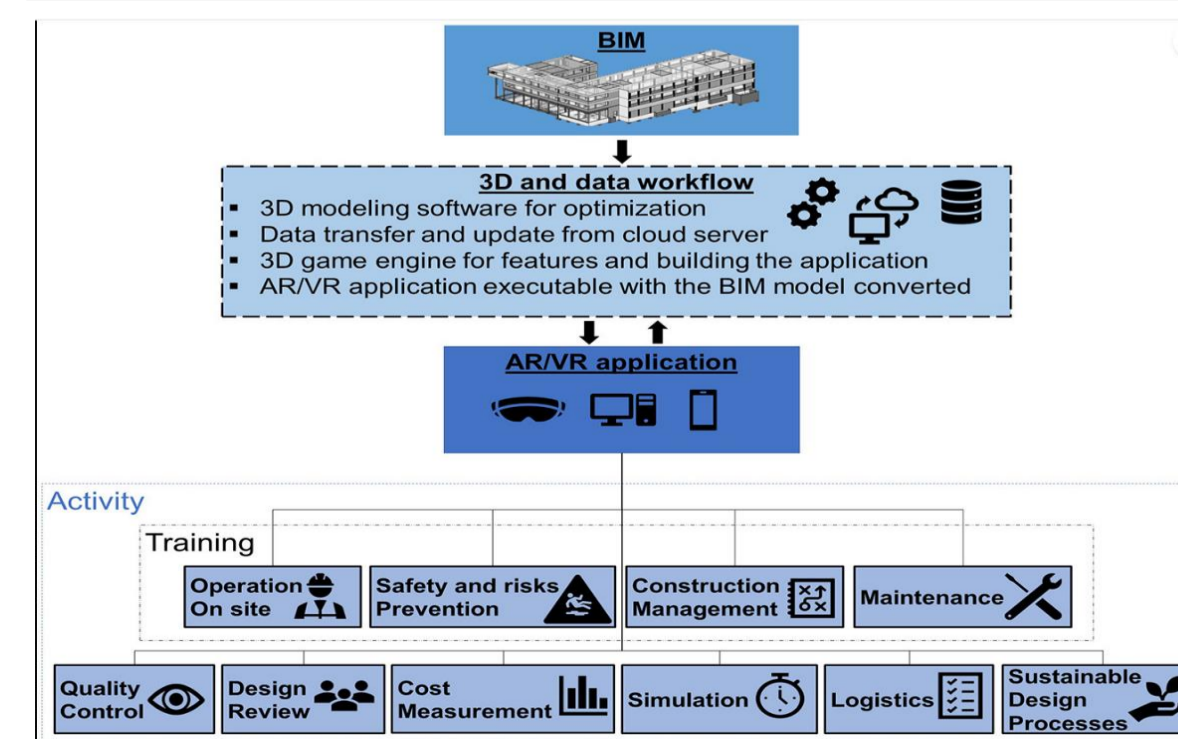 BIM
3D and data workflow
▪ 3D modeling software for optimization
▪ Data transfer and update from cloud server
▪ 3D game engine for features and building the application
▪ AR/VR application executable with the BIM model converted
AR/VR application
Activity
Training
Operation
On site
Safety and risks
Prevention
Construction
Management
Maintenance
Quality
Control
Design
Review
Cost
Measurement
Simulation
Logistics
Sustainable
Design
Processes